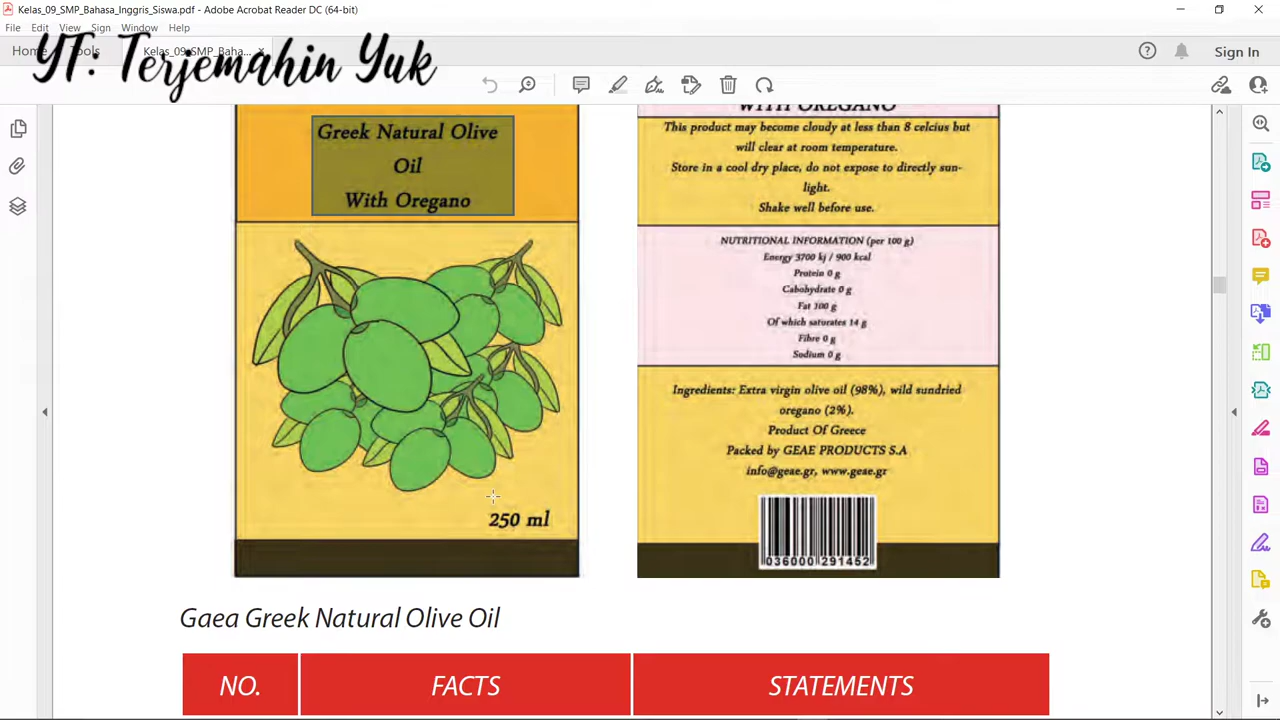 Kelas_09_SMP_Bahasa_Inggris_Siswa.pdf - Adobe Acrobat Reader DC (64-bit)
File Edit View Sign Window Help
Home Tools Kelas_09_SMP_Baha... ×
Sign In
YT: Terjemahin Yuk
Greek Natural Olive
Oil
With Oregano
250 ml
WITH OREGANO
This product may become cloudy at less than 8 celcius but
will clear at room temperature.
Store in a cool dry place, do not expose to directly sun-
light.
Shake well before use.
NUTRITIONAL INFORMATION (per 100 g)
Energy 3700 kj / 900 kcal
Protein 0 g
Cabohydrate 0 g
Fat 100 g
Of which saturates 14 g
Fibre 0 g
Sodium 0 g
Ingredients: Extra virgin olive oil (98%), wild sundried
oregano (2%).
Product Of Greece
Packed by GEAE PRODUCTS S.A
info@geae.gr, www.geae.gr
036000 291452
Gaea Greek Natural Olive Oil
NO. FACTS STATEMENTS